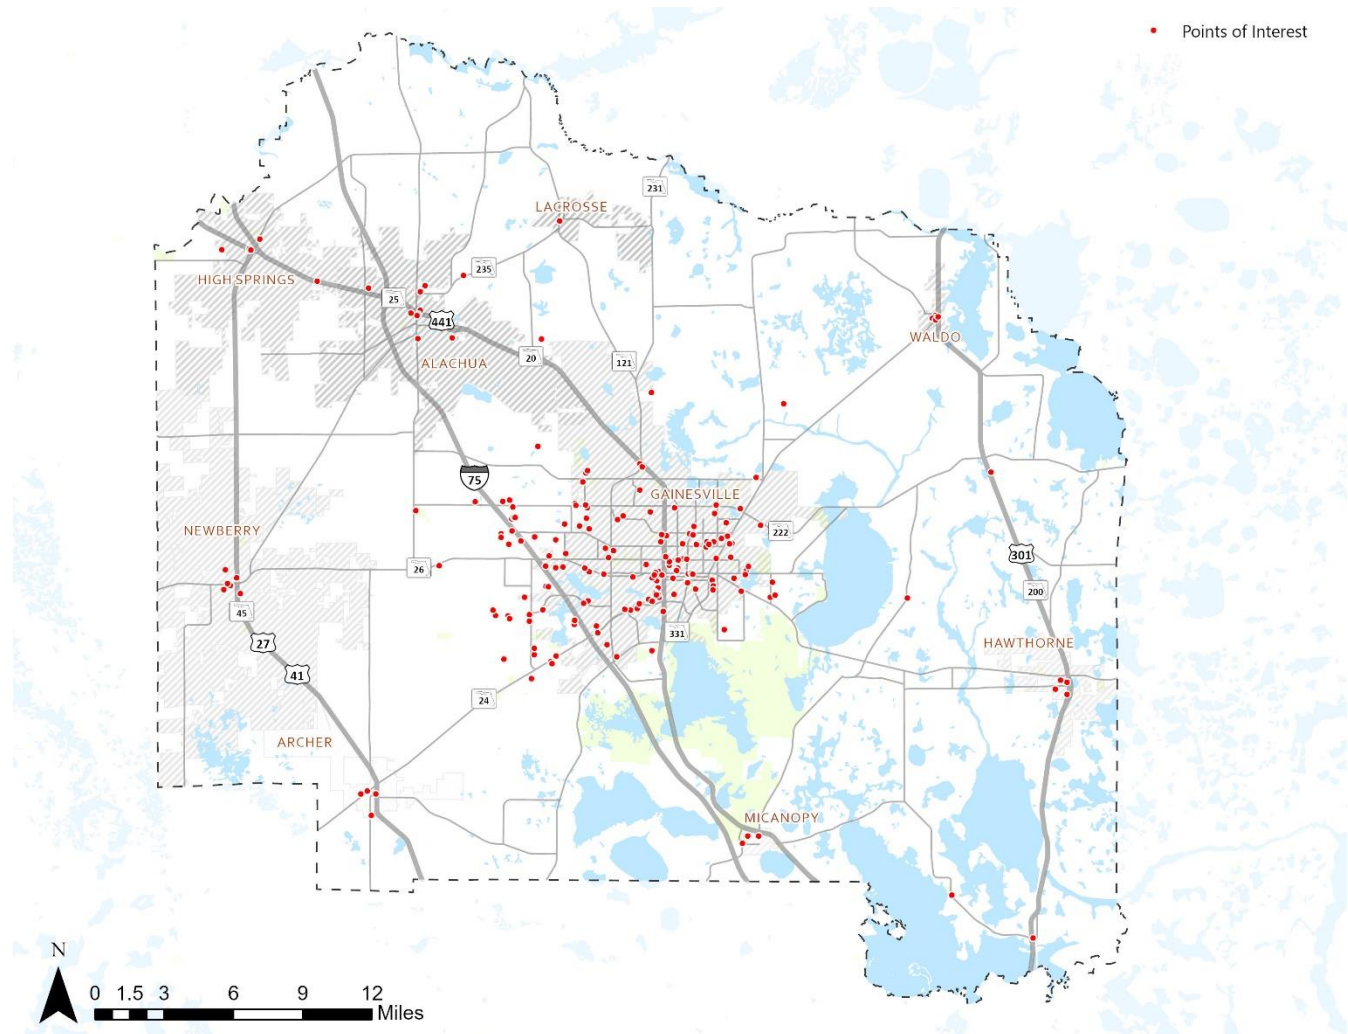 Points of Interest
231
LACROSSE
235
HIGH SPRINGS
25
441
WALDO
20
121
ALACHUA
75
GAINESVILLE
NEWBERRY
222
301
26
200
45
331
27
HAWTHORNE
41
24
ARCHER
MICANOPY
N
0 1.5 3 6 9 12
Miles